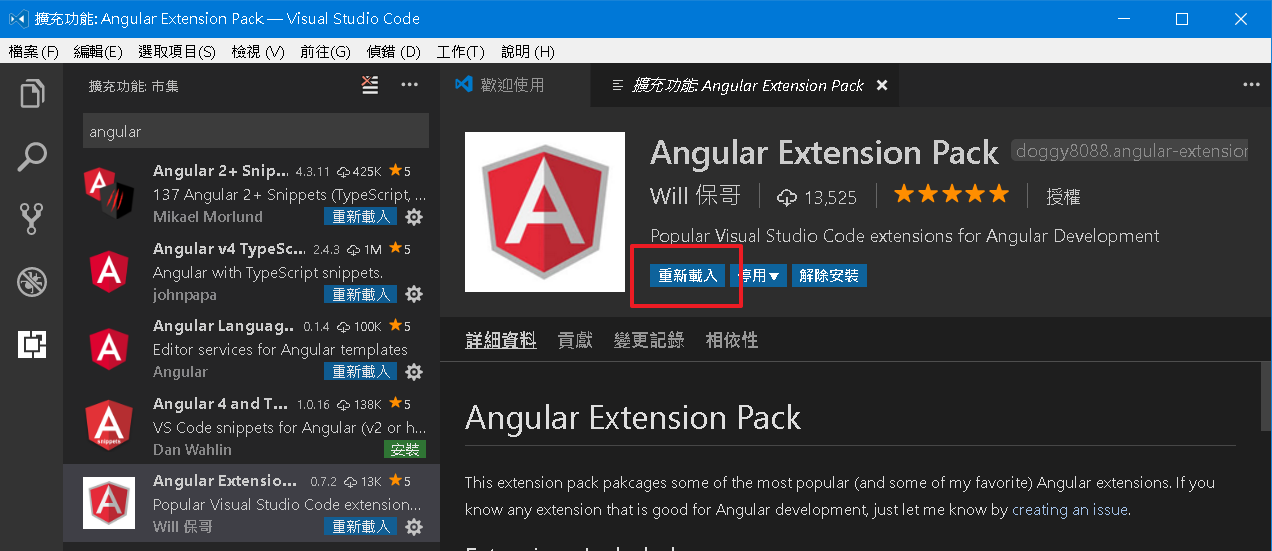 擴充功能: Angular Extension Pack — Visual Studio Code
檔案 (F) 編輯(E) 選取項目(S) 檢視 (V) 前往(G) 偵錯 (D) 工作(T) 說明 (H)
擴充功能: 市集
angular
Angular 2+ Snip... 4.3.11 425K 5
137 Angular 2+ Snippets (TypeScript, ...
Mikael Morlund 重新載入
Angular v4 TypeSc... 2.4.3 1M 5
Angular with TypeScript snippets.
johnpapa 重新載入
Angular Languag... 0.1.4 100K 5
Editor services for Angular templates
Angular 重新載入
Angular 4 and T... 1.0.16 138K 5
VS Code snippets for Angular (v2 or h...
Dan Wahlin 安裝
Angular Extensio... 0.7.2 13K 5
Popular Visual Studio Code extension...
Will 保哥 重新載入
歡迎使用 擴充功能: Angular Extension Pack
Angular Extension Pack doggy8088.angular-extension
Will 保哥 13,525 授權
Popular Visual Studio Code extensions for Angular Development
重新載入 停用 解除安裝
詳細資料 貢獻 變更記錄 相依性
Angular Extension Pack
This extension pack pakcages some of the most popular (and some of my favorite) Angular extensions. If you
know any extension that is good for Angular development, just let me know by creating an issue.